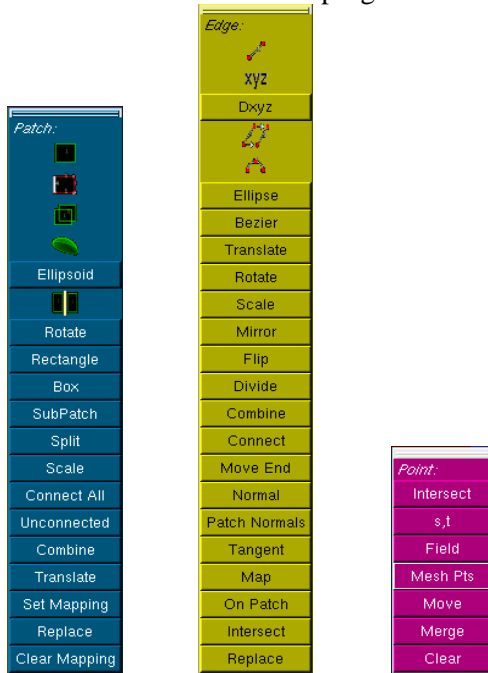 Patch:
Ellipsoid
Rotate
Rectangle
Box
SubPatch
Split
Scale
Connect All
Unconnected
Combine
Translate
Set Mapping
Replace
Clear Mapping
Edge:
xyz
Dxyz
Ellipse
Bezier
Translate
Rotate
Scale
Mirror
Flip
Divide
Combine
Connect
Move End
Normal
Patch Normals
Tangent
Map
On Patch
Intersect
Replace
Point:
Intersect
s,t
Field
Mesh Pts
Move
Merge
Clear